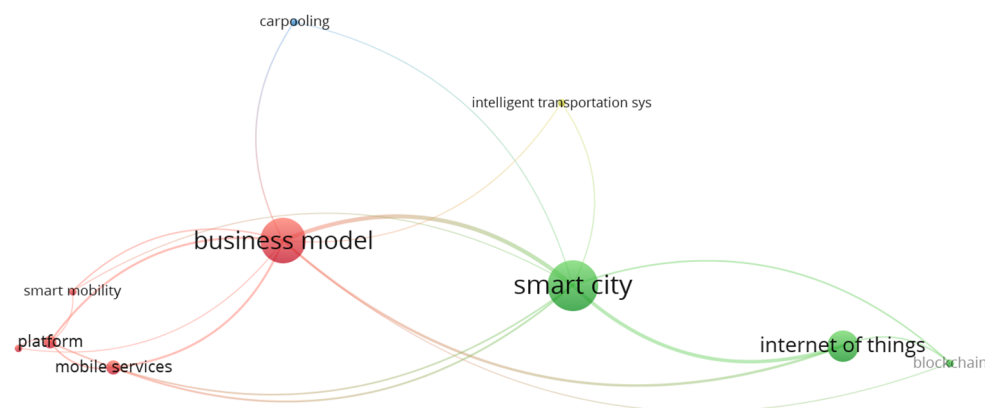 carpooling
intelligent transportation sys
business model
smart city
smart mobility
platform
internet of things
mobile services
blockchain